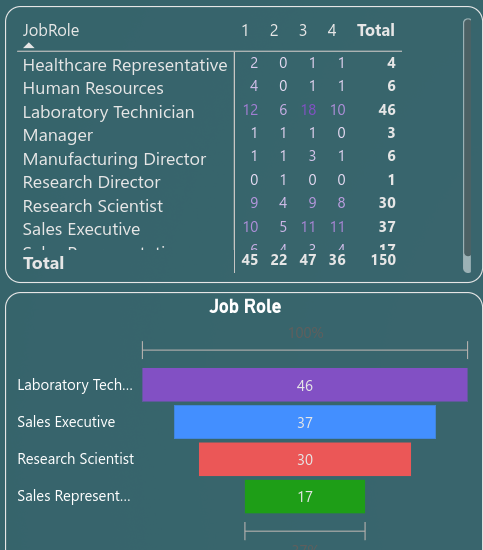 JobRole 1 2 3 4 Total
Healthcare Representative 2 0 1 1 4
Human Resources 4 0 1 1 6
Laboratory Technician 12 6 18 10 46
Manager 1 1 1 0 3
Manufacturing Director 1 1 3 1 6
Research Director 0 1 0 0 1
Research Scientist 9 4 9 8 30
Sales Executive 10 5 11 11 37
Sales Representative 6 4 3 4 17
Total 45 22 47 36 150
Job Role
100%
Laboratory Tech... 46
Sales Executive 37
Research Scientist 30
Sales Represent... 17